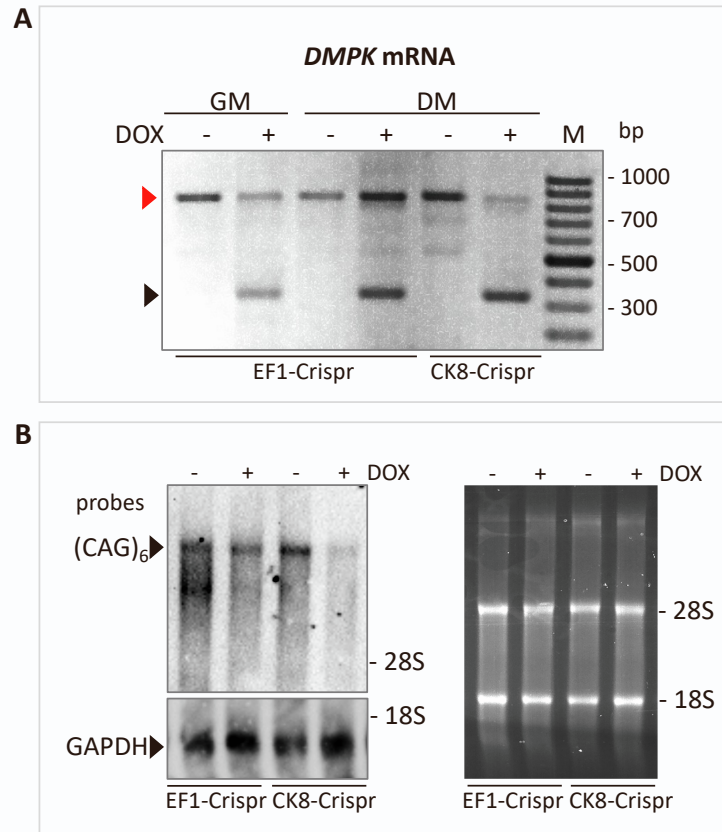 A
DMPK mRNA
GM DM
DOX - + - + - + M bp
- 1000
- 700
- 500
- 300
EF1-Crispr CK8-Crispr
B
- + - + DOX - + - + DOX
probes
(CAG)6
- 28S - 28S
- 18S - 18S
GAPDH
EF1-Crispr CK8-Crispr EF1-Crispr CK8-Crispr